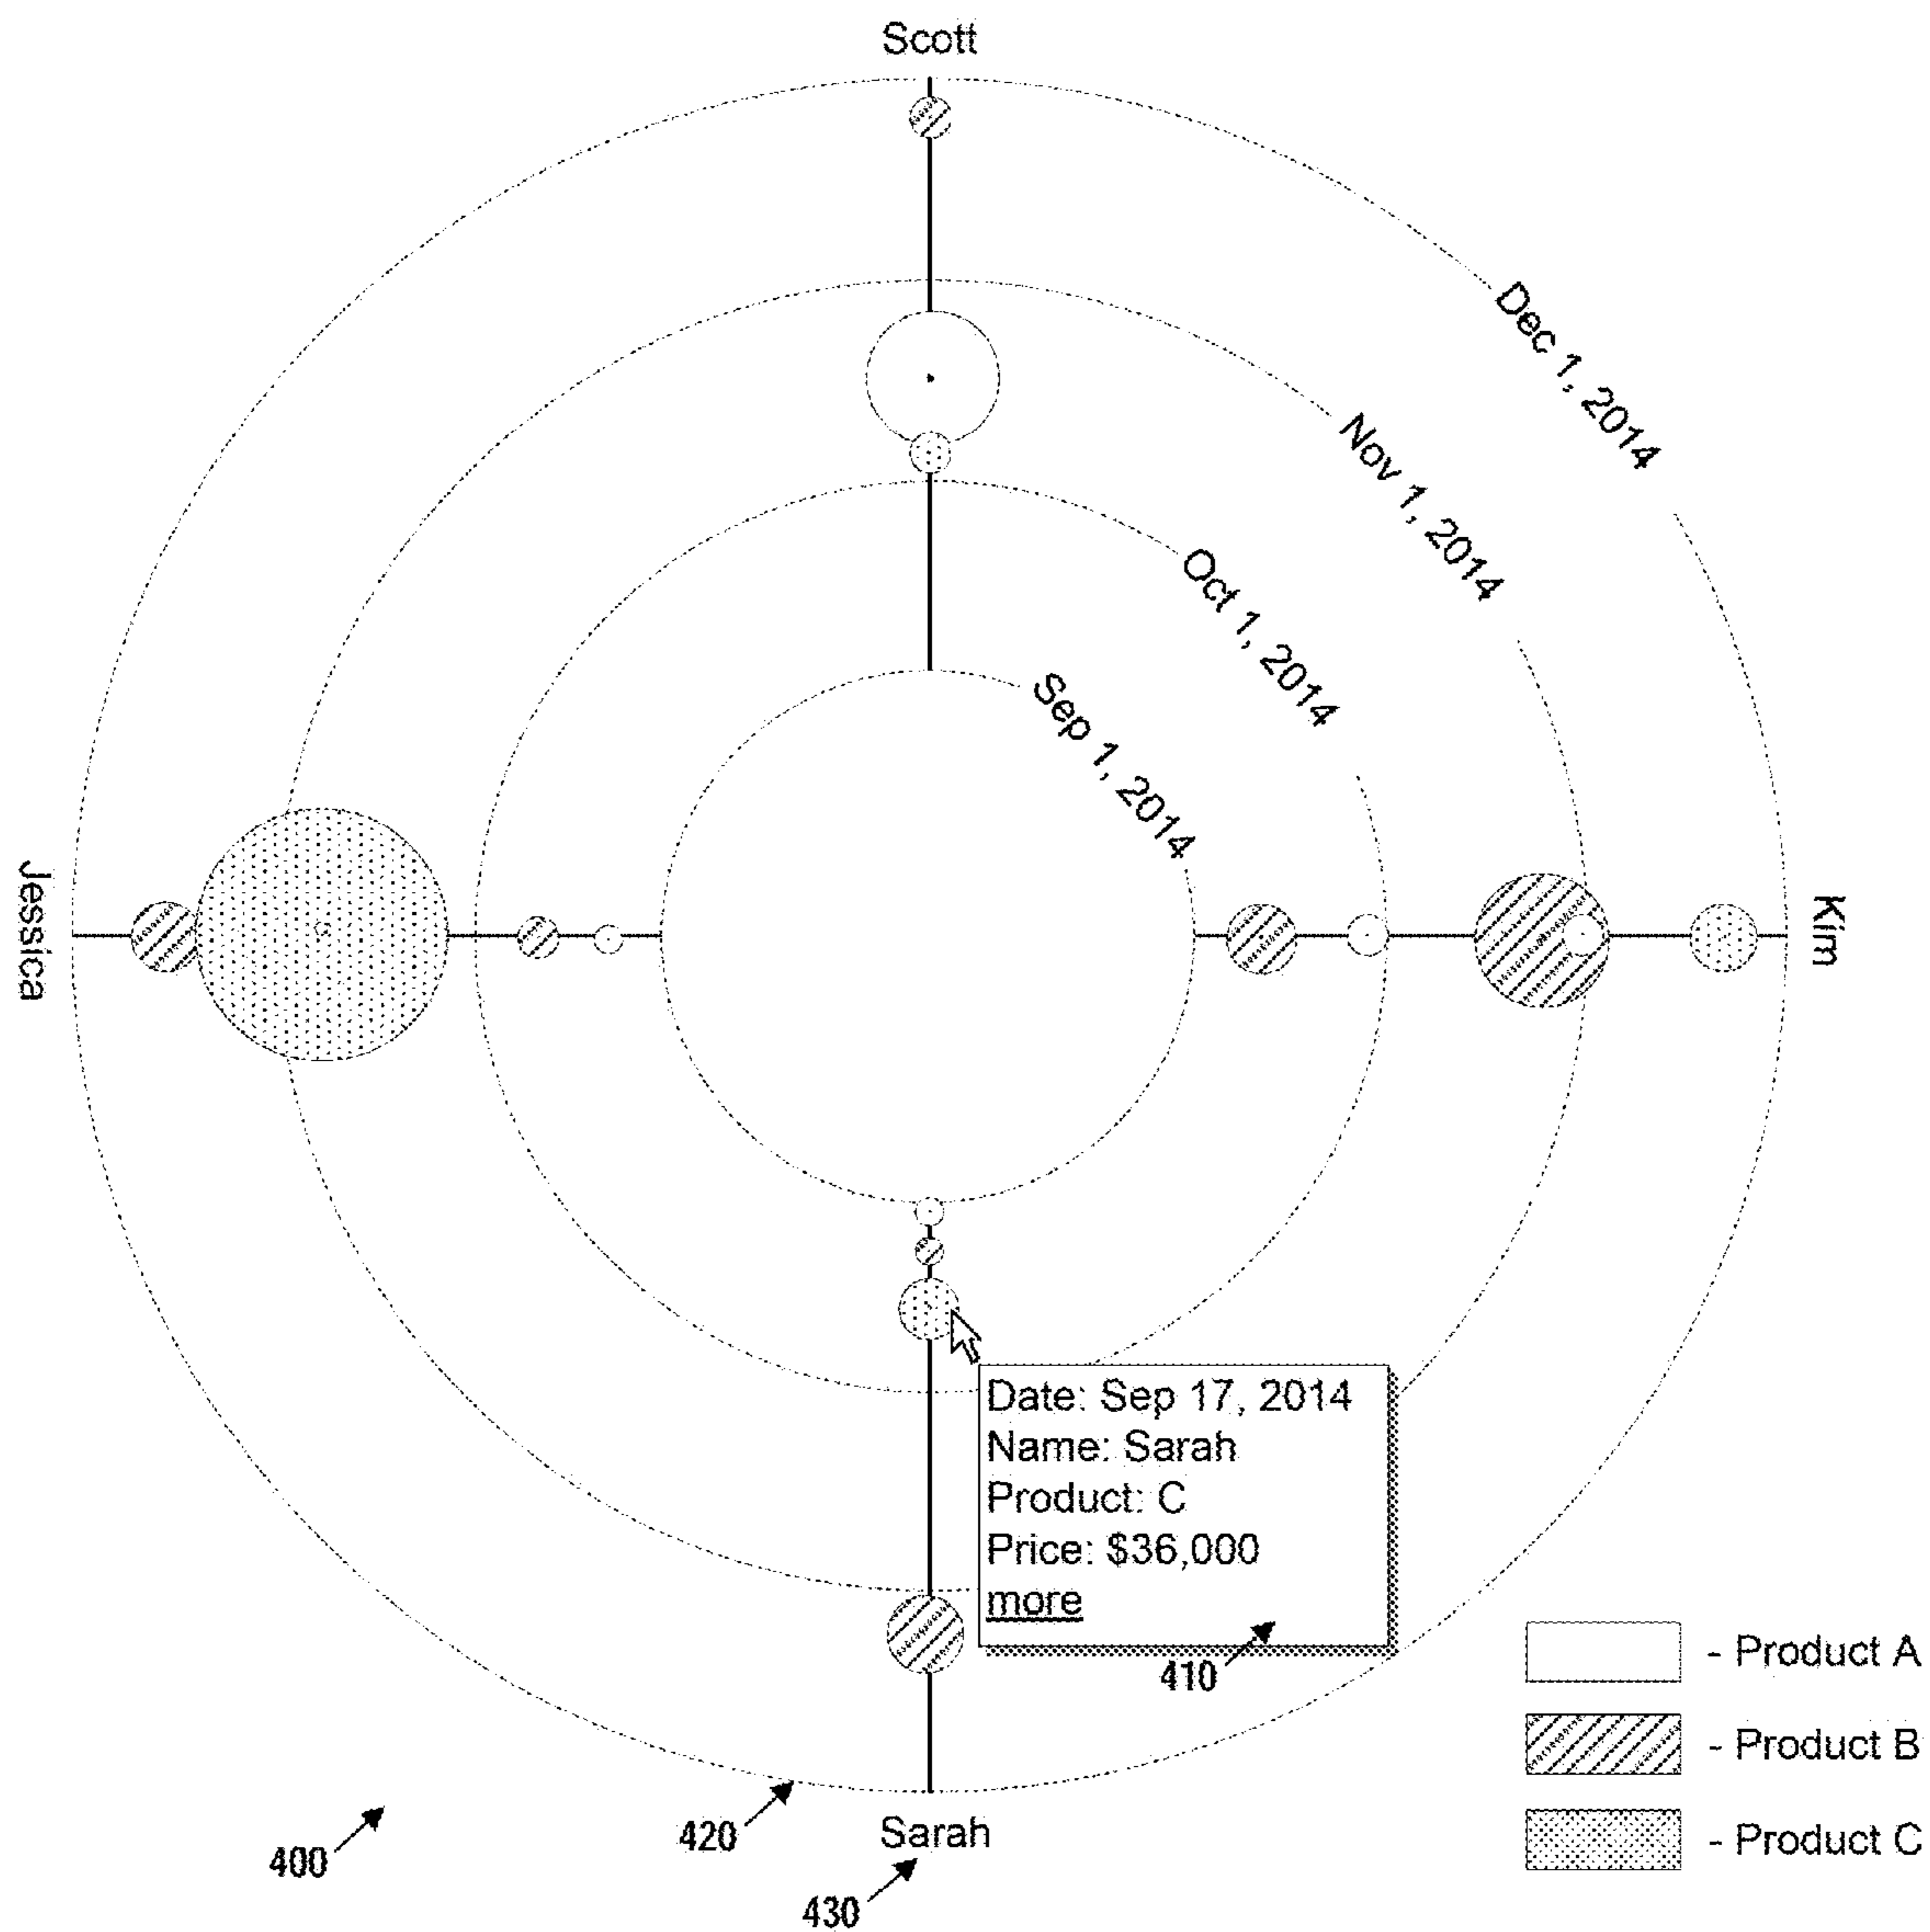 Scott
Dec 1, 2014
Nov 1, 2014
Oct 1, 2014
Sep 1, 2014
Jessica
Kim
Date: Sep 17, 2014
Name: Sarah
Product: C
Price: $36,000
more
410
- Product A
- Product B
- Product C
420
Sarah
400
430